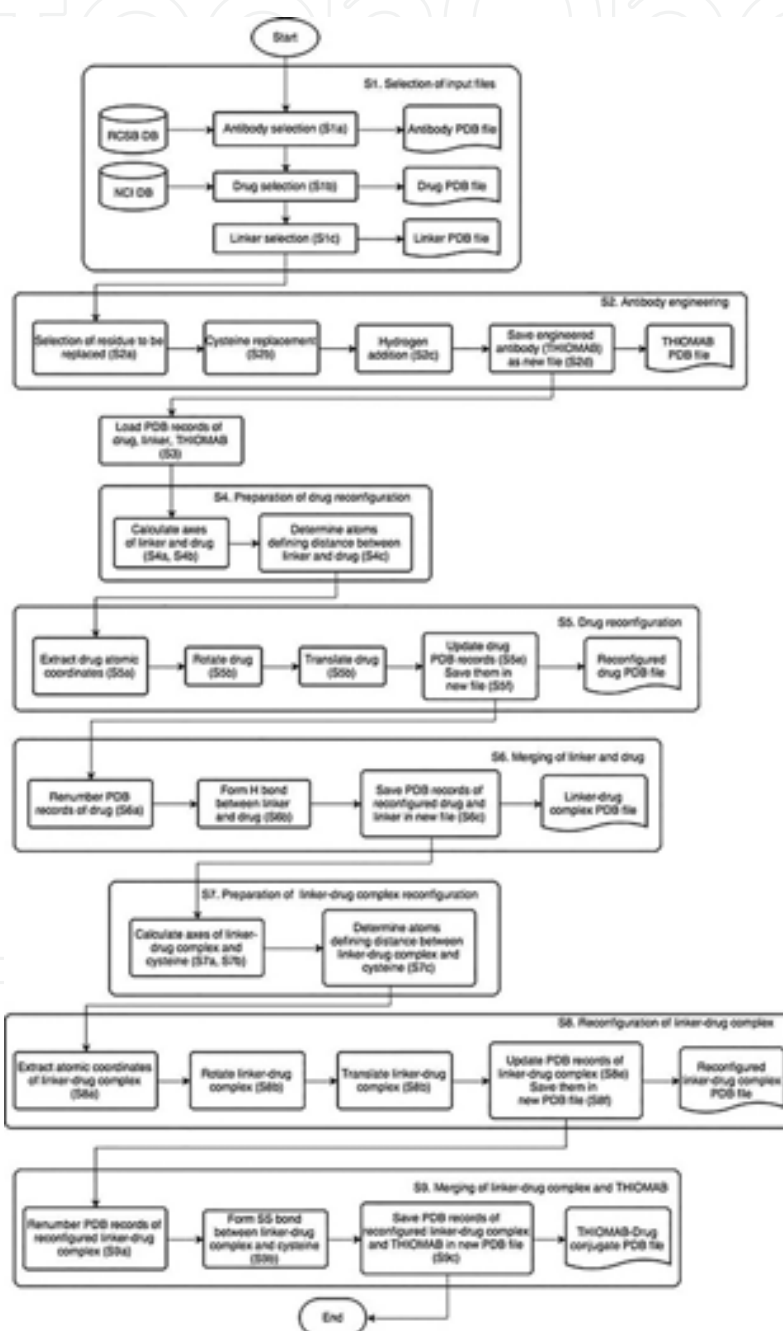 Start
S1. Selection of input files
RCSB DB
Antibody selection (S1a)
Antibody PDB file
NCI DB
Drug selection (S1b)
Drug PDB file
Linker selection (S1c)
Linker PDB file
S2. Antibody engineering
Selection of residue to be
replaced (S2a)
Cysteine replacement
(S2b)
Hydrogen
addition (S2c)
Save engineered
antibody (THIOMAB)
as new file (S2d)
THIOMAB
PDB file
Load PDB records of
drug, linker, THIOMAB
(S3)
S4. Preparation of drug reconfiguration
Calculate axes
of linker and drug
(S4a, S4b)
Determine atoms
defining distance between
linker and drug (S4c)
S5. Drug reconfiguration
Extract drug atomic
coordinates (S5a)
Rotate drug
(S5b)
Translate drug
(S5b)
Update drug
PDB records (S5e)
Save them in
new file (S5f)
Reconfigured
drug PDB file
S6. Merging of linker and drug
Renumber PDB
records of drug (S6a)
Form H bond
between linker
and drug (S6b)
Save PDB records of
reconfigured drug and
linker in new file (S6c)
Linker-drug
complex PDB file
S7. Preparation of linker-drug complex reconfiguration
Calculate axes of linker-
drug complex and
cysteine (S7a, S7b)
Determine atoms
defining distance between
linker-drug complex and
cysteine (S7c)
S8. Reconfiguration of linker-drug complex
Extract atomic coordinates
of linker-drug complex
(S8a)
Rotate linker-drug
complex (S8b)
Translate linker-drug
complex (S8b)
Update PDB records of
linker-drug complex (S8e)
Save them in
new PDB file (S8f)
Reconfigured
linker-drug complex
PDB file
S9. Merging of linker-drug complex and THIOMAB
Renumber PDB records of
reconfigured linker-drug
complex (S9a)
Form SS bond
between linker-drug
complex and cysteine
(S9b)
Save PDB records of
reconfigured linker-drug complex
and THIOMAB in new PDB file
(S9c)
THIOMAB-Drug
conjugate PDB file
End